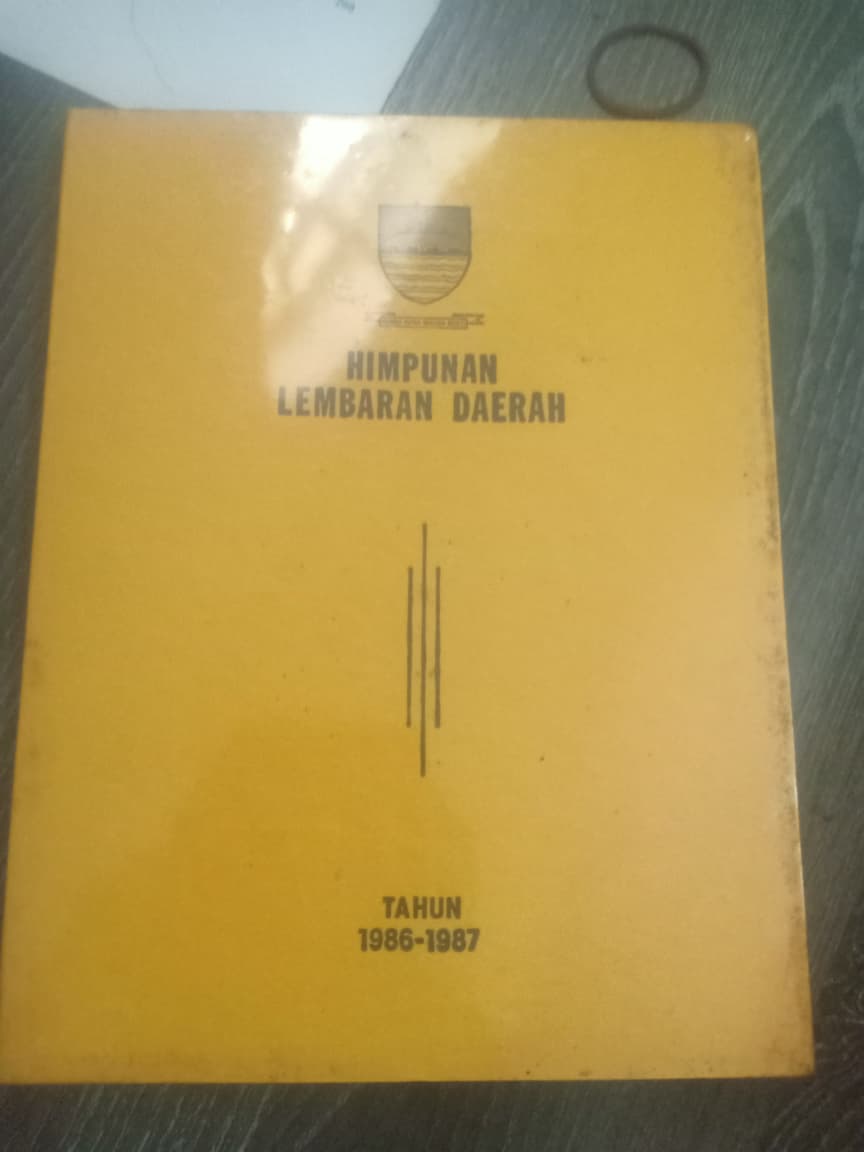 HIMPUNAN
LEMBARAN DAERAH
TAHUN
1986-1987